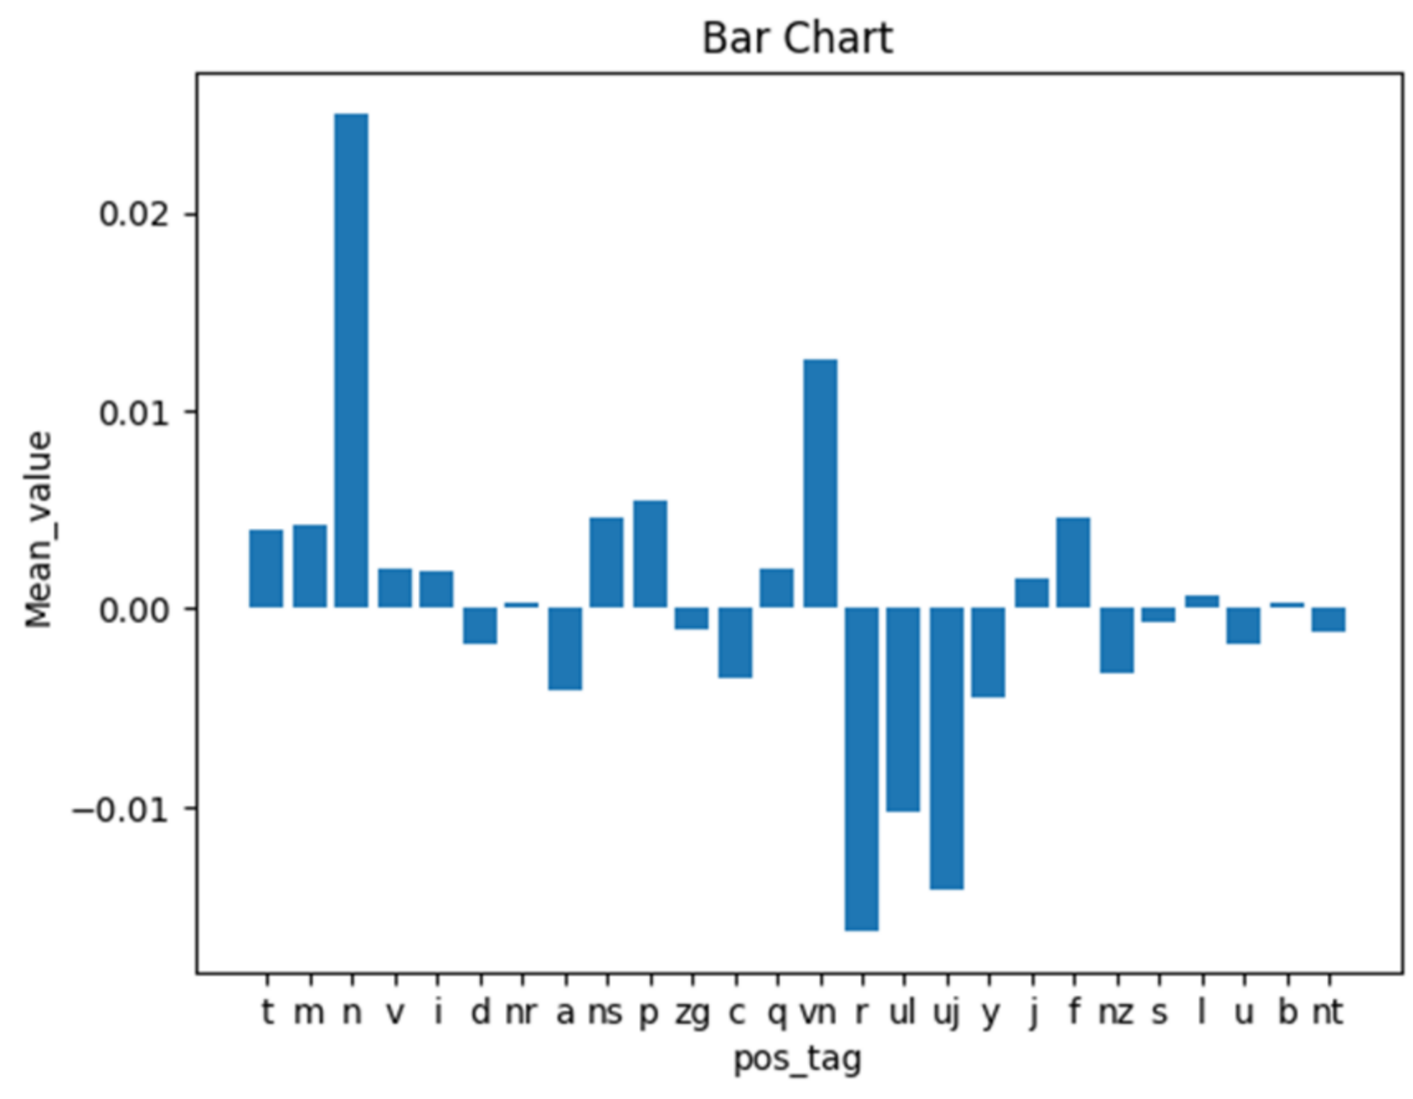 Bar Chart
Mean_value
0.02
0.01
0.00
−0.01
t m n v i d nr a ns p zg c q vn r ul uj y j f nz s l u b nt
pos_tag